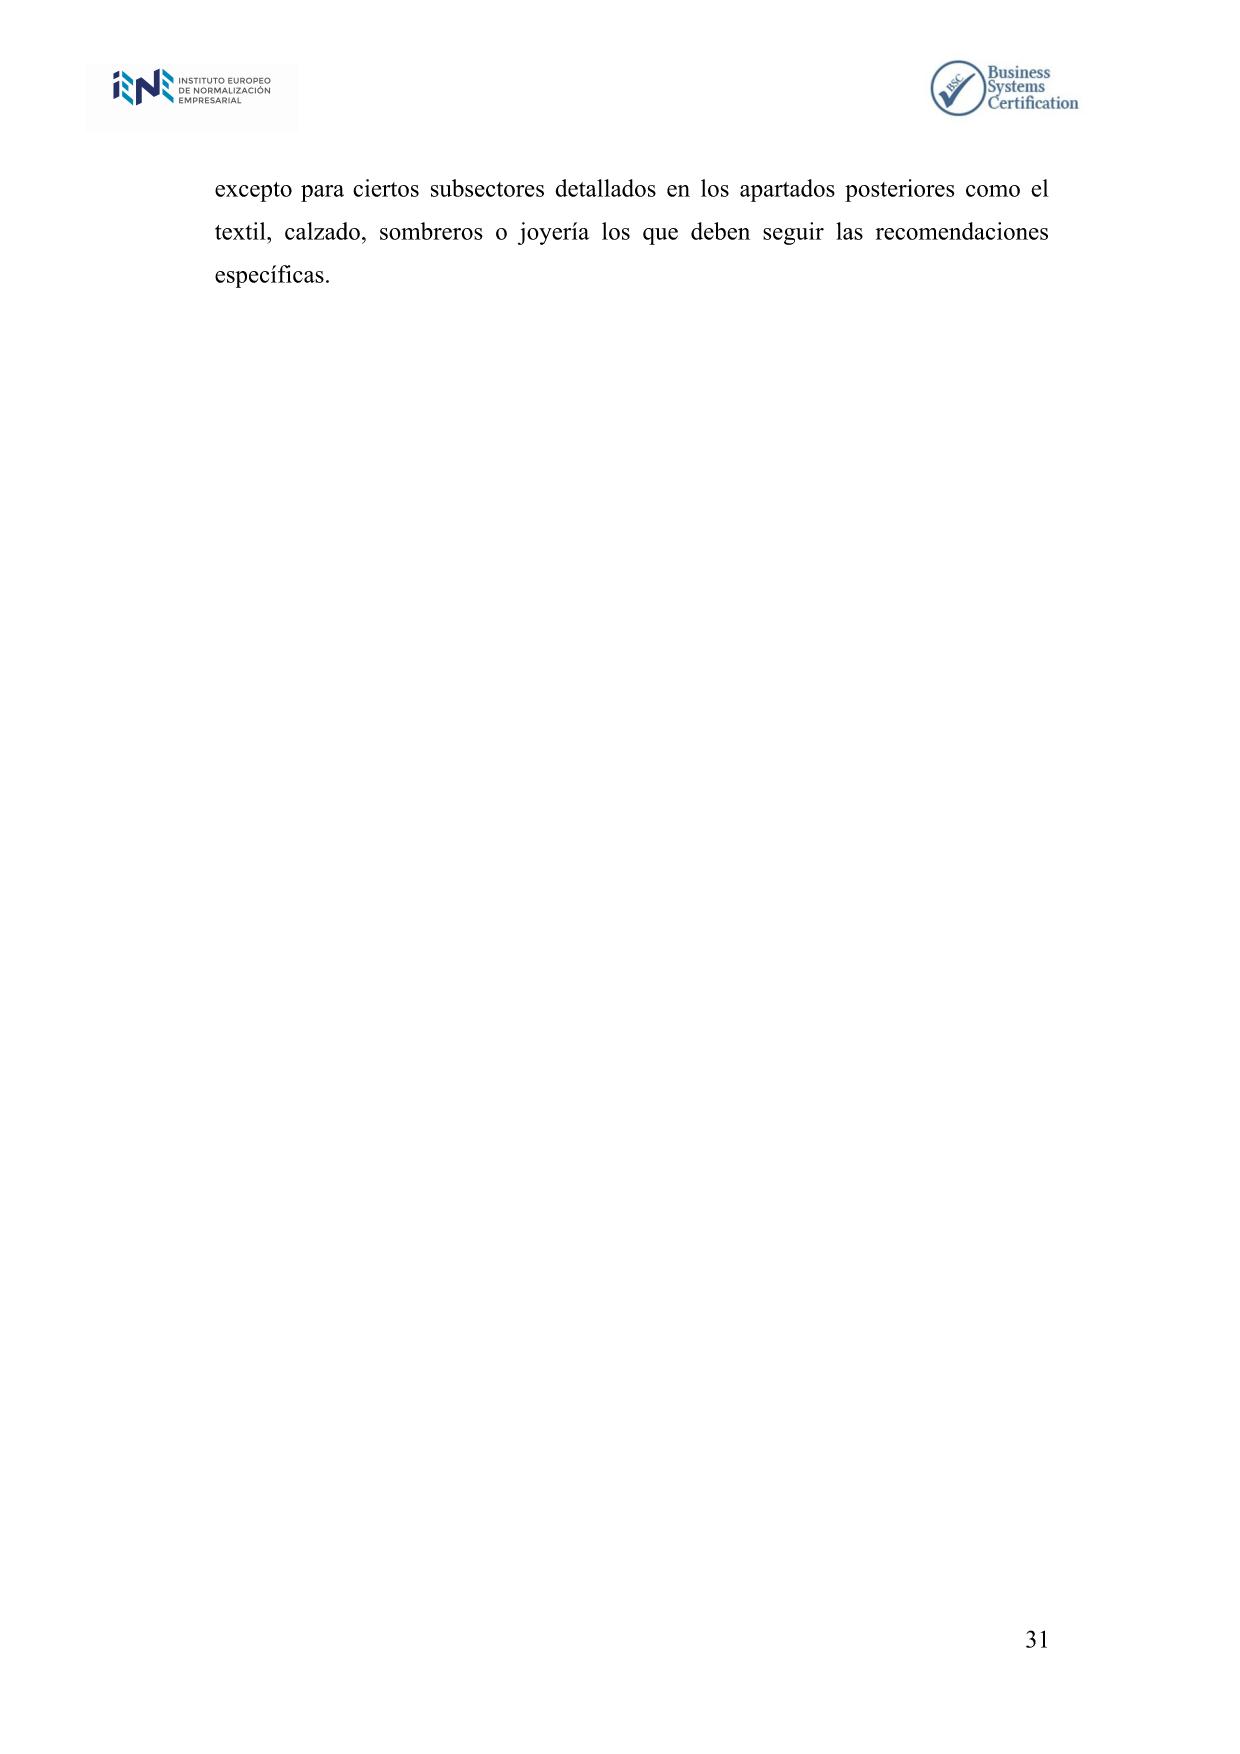 iENE INSTITUTO EUROPEO
DE NORMALIZACIÓN
EMPRESARIAL
BSC Business
Systems
Certification
excepto para ciertos subsectores detallados en los apartados posteriores como el
textil, calzado, sombreros o joyería los que deben seguir las recomendaciones
específicas.
31